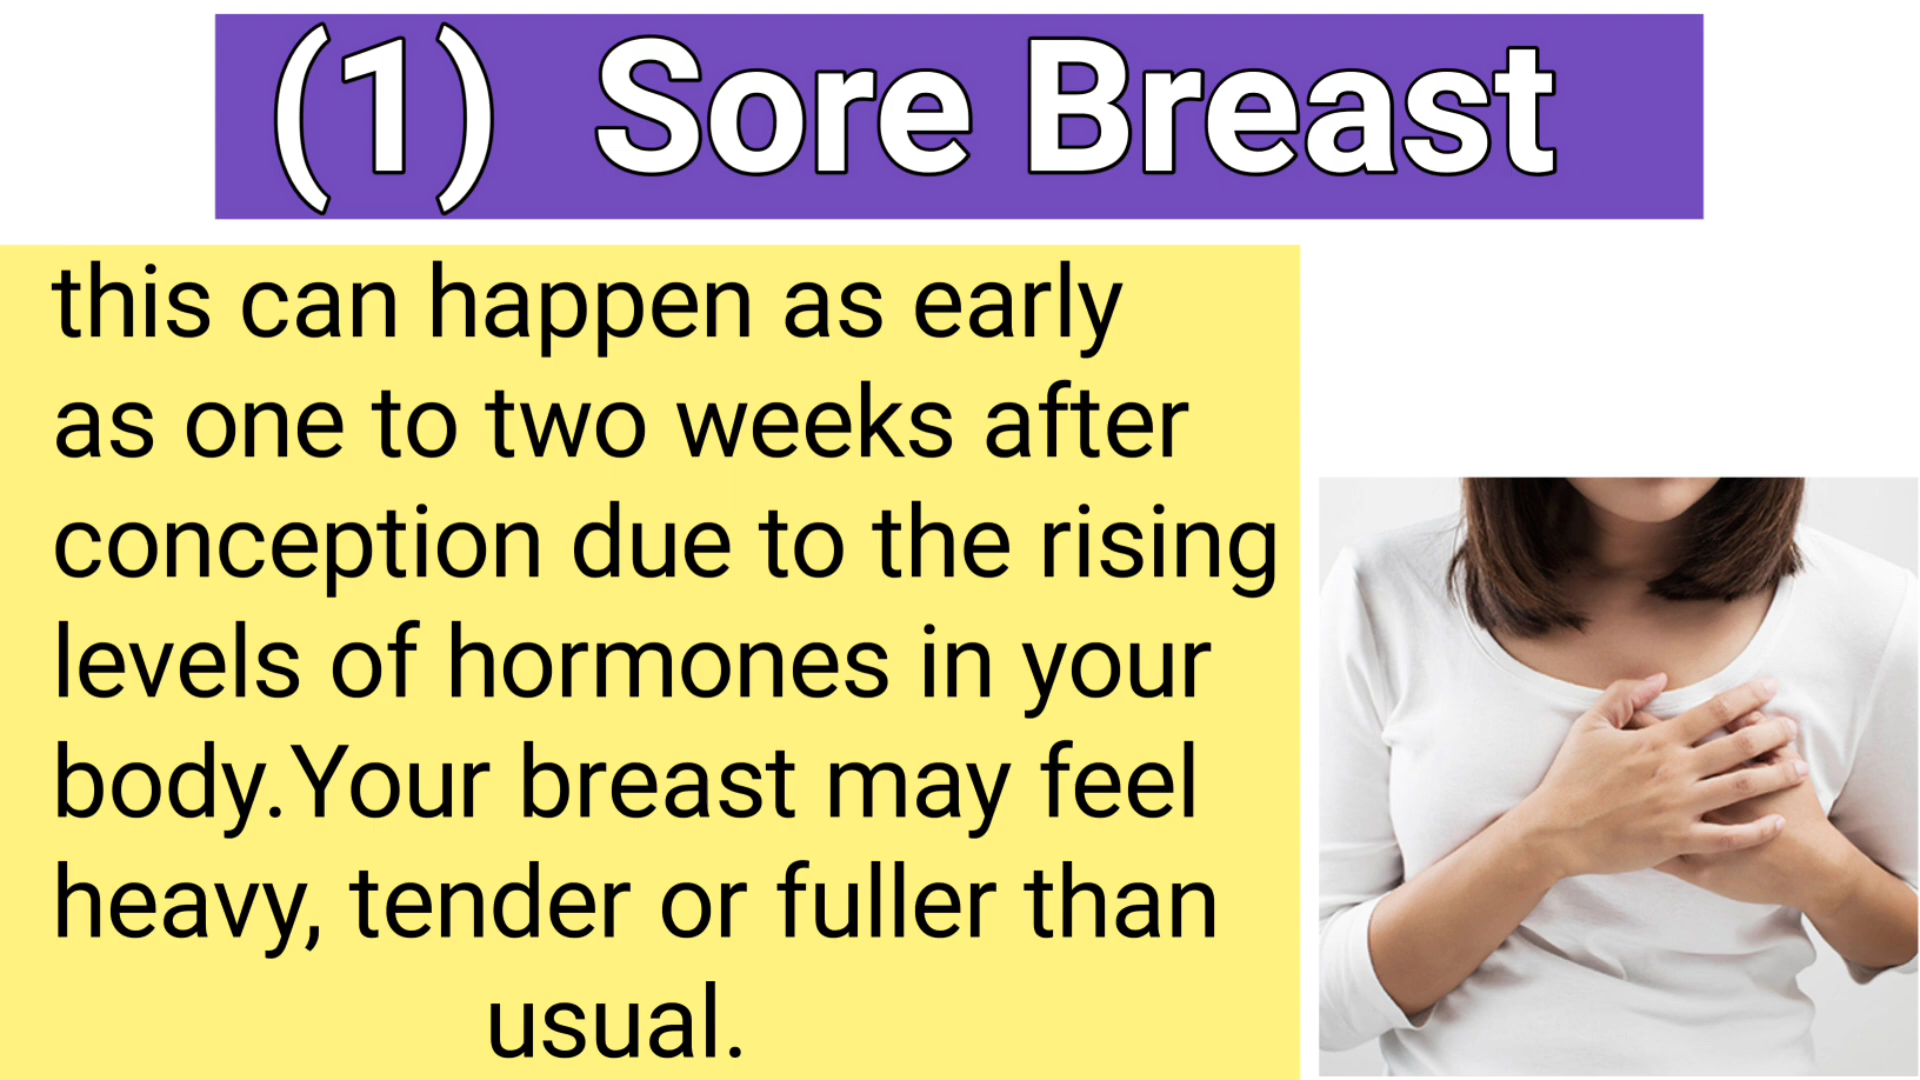 (1) Sore Breast
this can happen as early
as one to two weeks after
conception due to the rising
levels of hormones in your
body.Your breast may feel
heavy, tender or fuller than
usual.